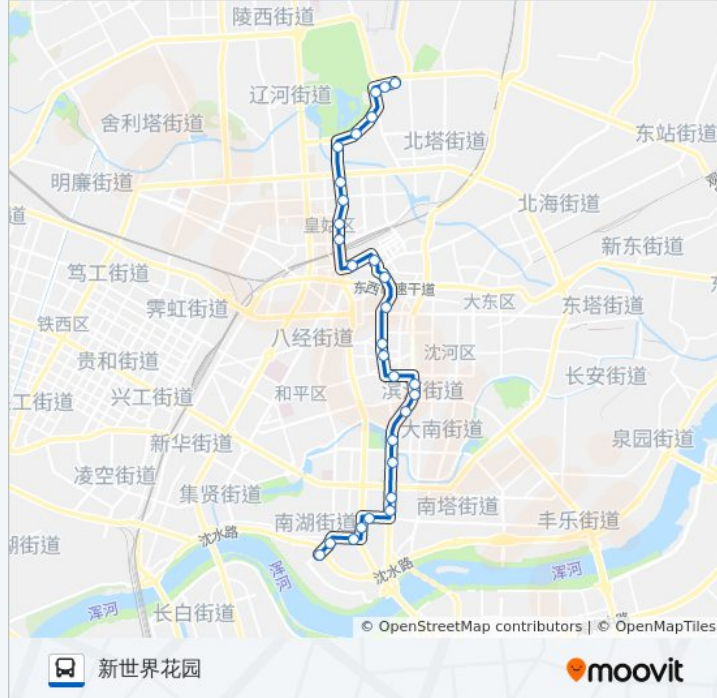 陵西街道
辽河街道
舍利塔街道
北塔街道
东站街道
明廉街道
道
北海街道
皇姑区
新东街道
笃工街道
霁虹街道
东西快速干道
大东区
东塔街道
铁西区
八经街道
沈河区
贵和街道
长安街道
工街道
兴工街道
和平区
滨河街道
大南街道
新华街道
泉园街道
凌空街道
集贤街道
南塔街道
南湖街道
丰乐街道
沈水路
湖街道
浑河
沈水路
浑河
浑河
长白街道
© OpenStreetMap contributors | © OpenMapTiles
新世界花园
moovit